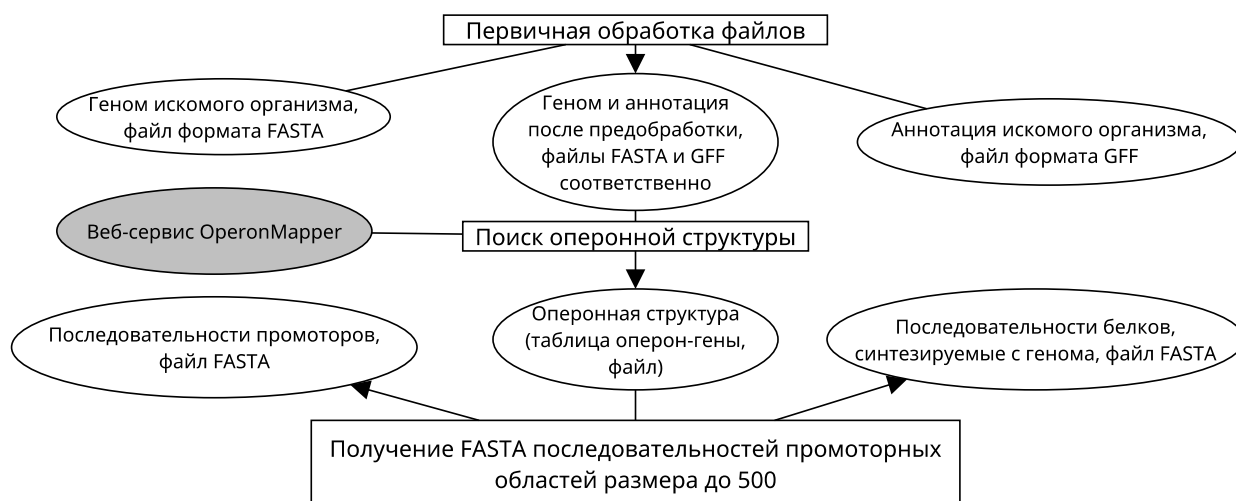 Первичная обработка файлов
Геном искомого организма,
файл формата FASTA
Геном и аннотация
после предобработки,
файлы FASTA и GFF
соответственно
Аннотация искомого организма,
файл формата GFF
Веб-сервис OperonMapper
Поиск оперонной структуры
Последовательности промоторов,
файл FASTA
Оперонная структура
(таблица оперон-гены,
файл)
Последовательности белков,
синтезируемые с генома, файл FASTA
Получение FASTA последовательностей промоторных
областей размера до 500